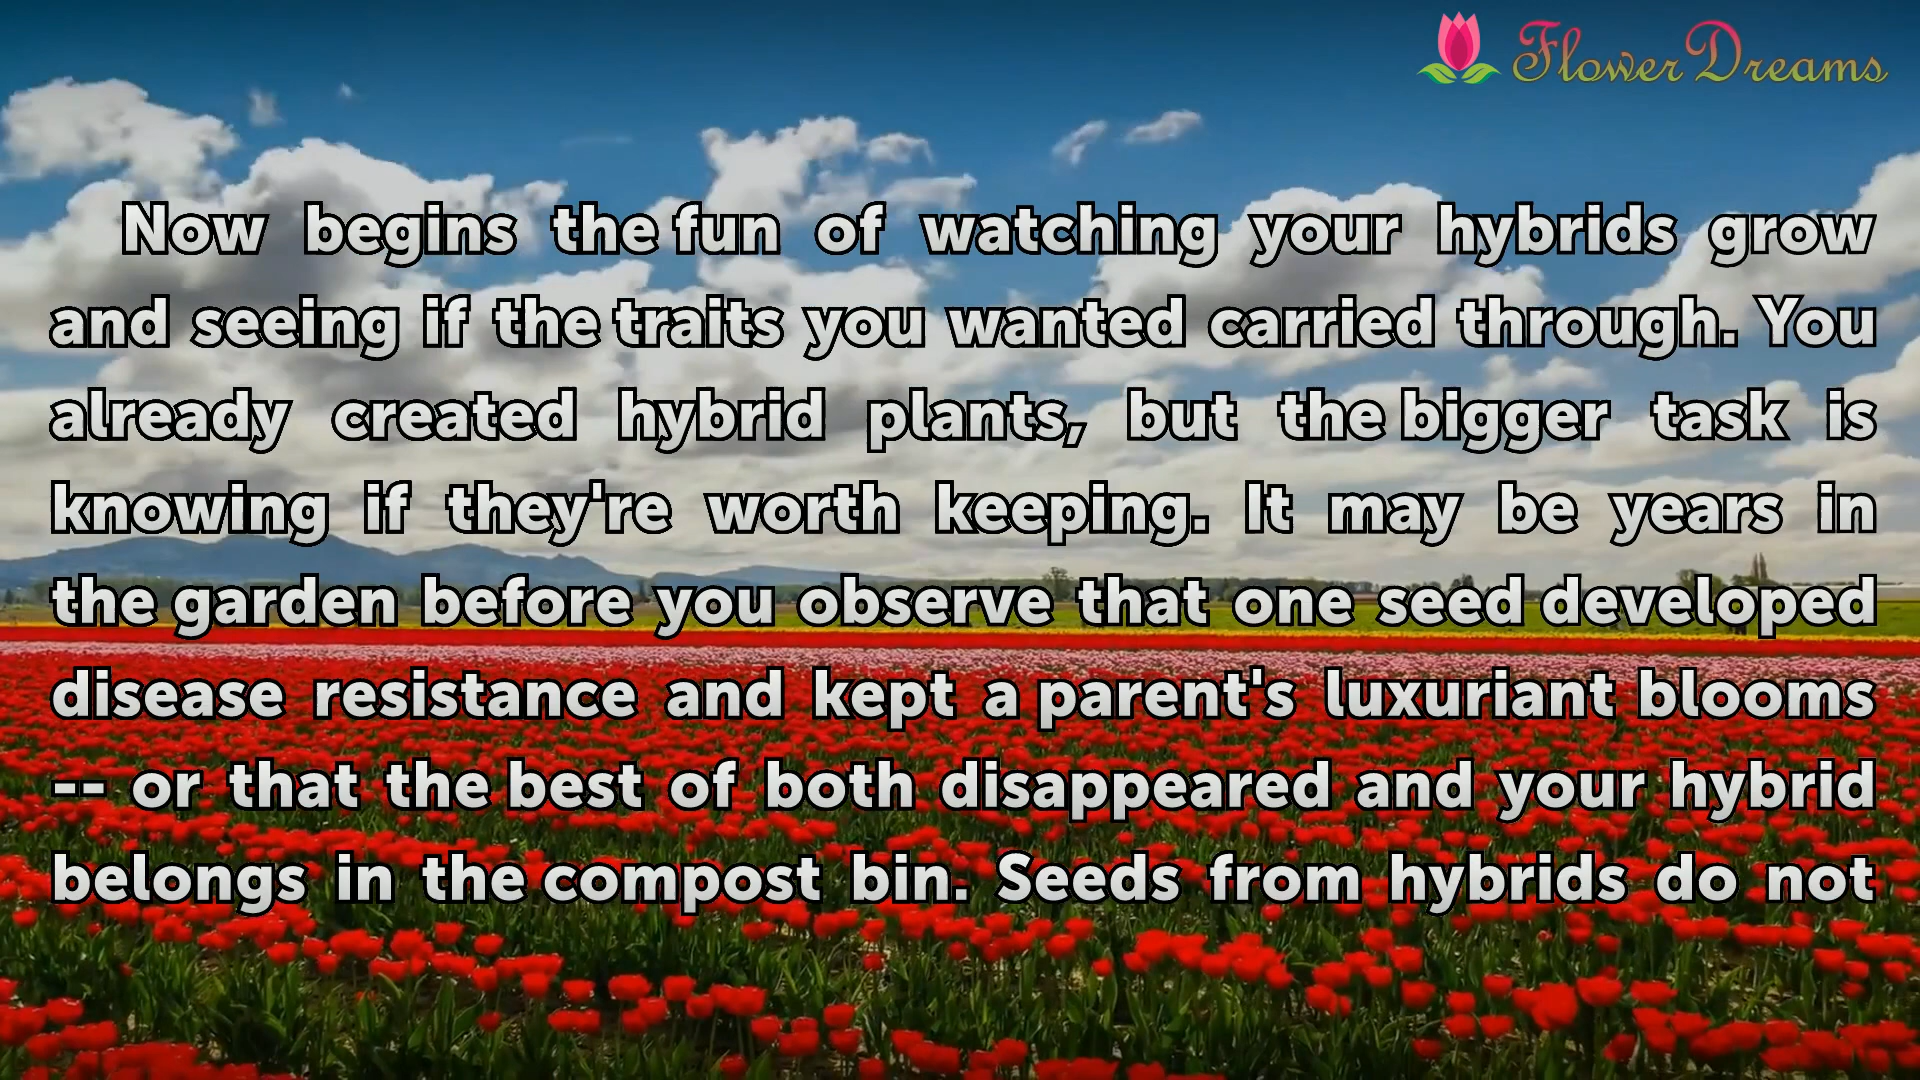 FlowerDreams
Now begins the fun of watching your hybrids grow
and seeing if the traits you wanted carried through. You
already created hybrid plants, but the bigger task is
knowing if they're worth keeping. It may be years in
the garden before you observe that one seed developed
disease resistance and kept a parent's luxuriant blooms
-- or that the best of both disappeared and your hybrid
belongs in the compost bin. Seeds from hybrids do not